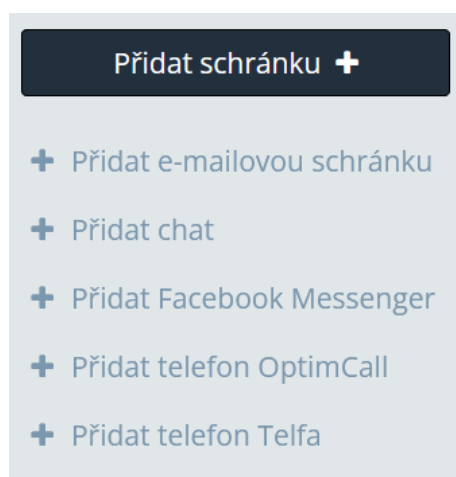 Přidat schránku
Přidat e-mailovou schránku
Přidat chat
Přidat Facebook Messenger
Přidat telefon OptimCall
Přidat telefon Telfa